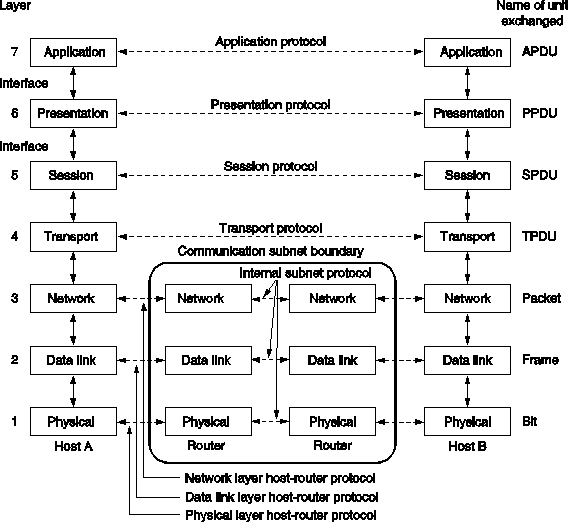 Layer
Name of unit
exchanged
Application protocol
7 Application Application APDU
Interface
Presentation protocol
6 Presentation Presentation PPDU
Interface
Session protocol
5 Session Session SPDU
Transport protocol
4 Transport Transport TPDU
Communication subnet boundary
Internal subnet protocol
3 Network Network Network Network Packet
2 Data link Data link Data link Data link Frame
1 Physical Physical Physical Physical Bit
Host A Router Router Host B
Network layer host-router protocol
Data link layer host-router protocol
Physical layer host-router protocol